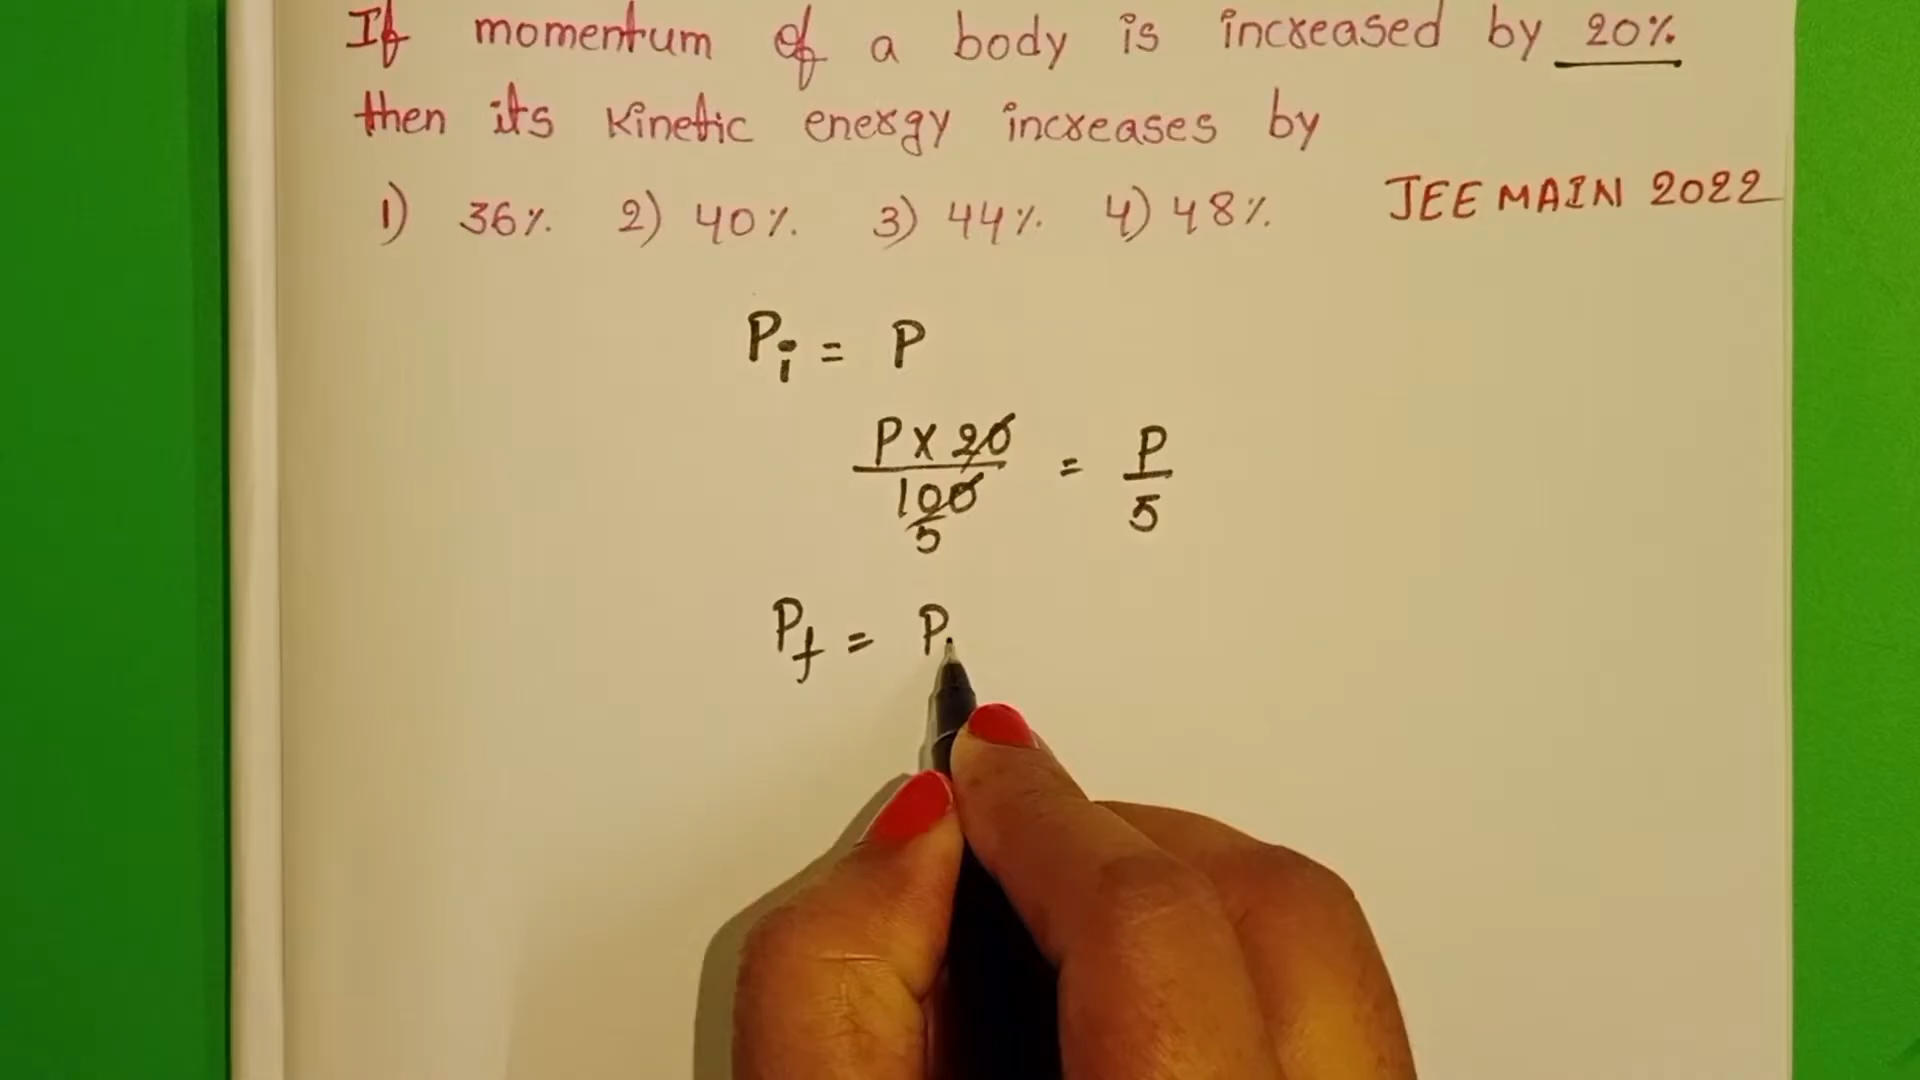 If momentum of a body is increased by 20%
then its kinetic energy increases by
1) 36% 2) 40% 3) 44% 4) 48% JEE MAIN 2022
Pi = P
P x 20 / 100 = P / 5
5
Pf = P